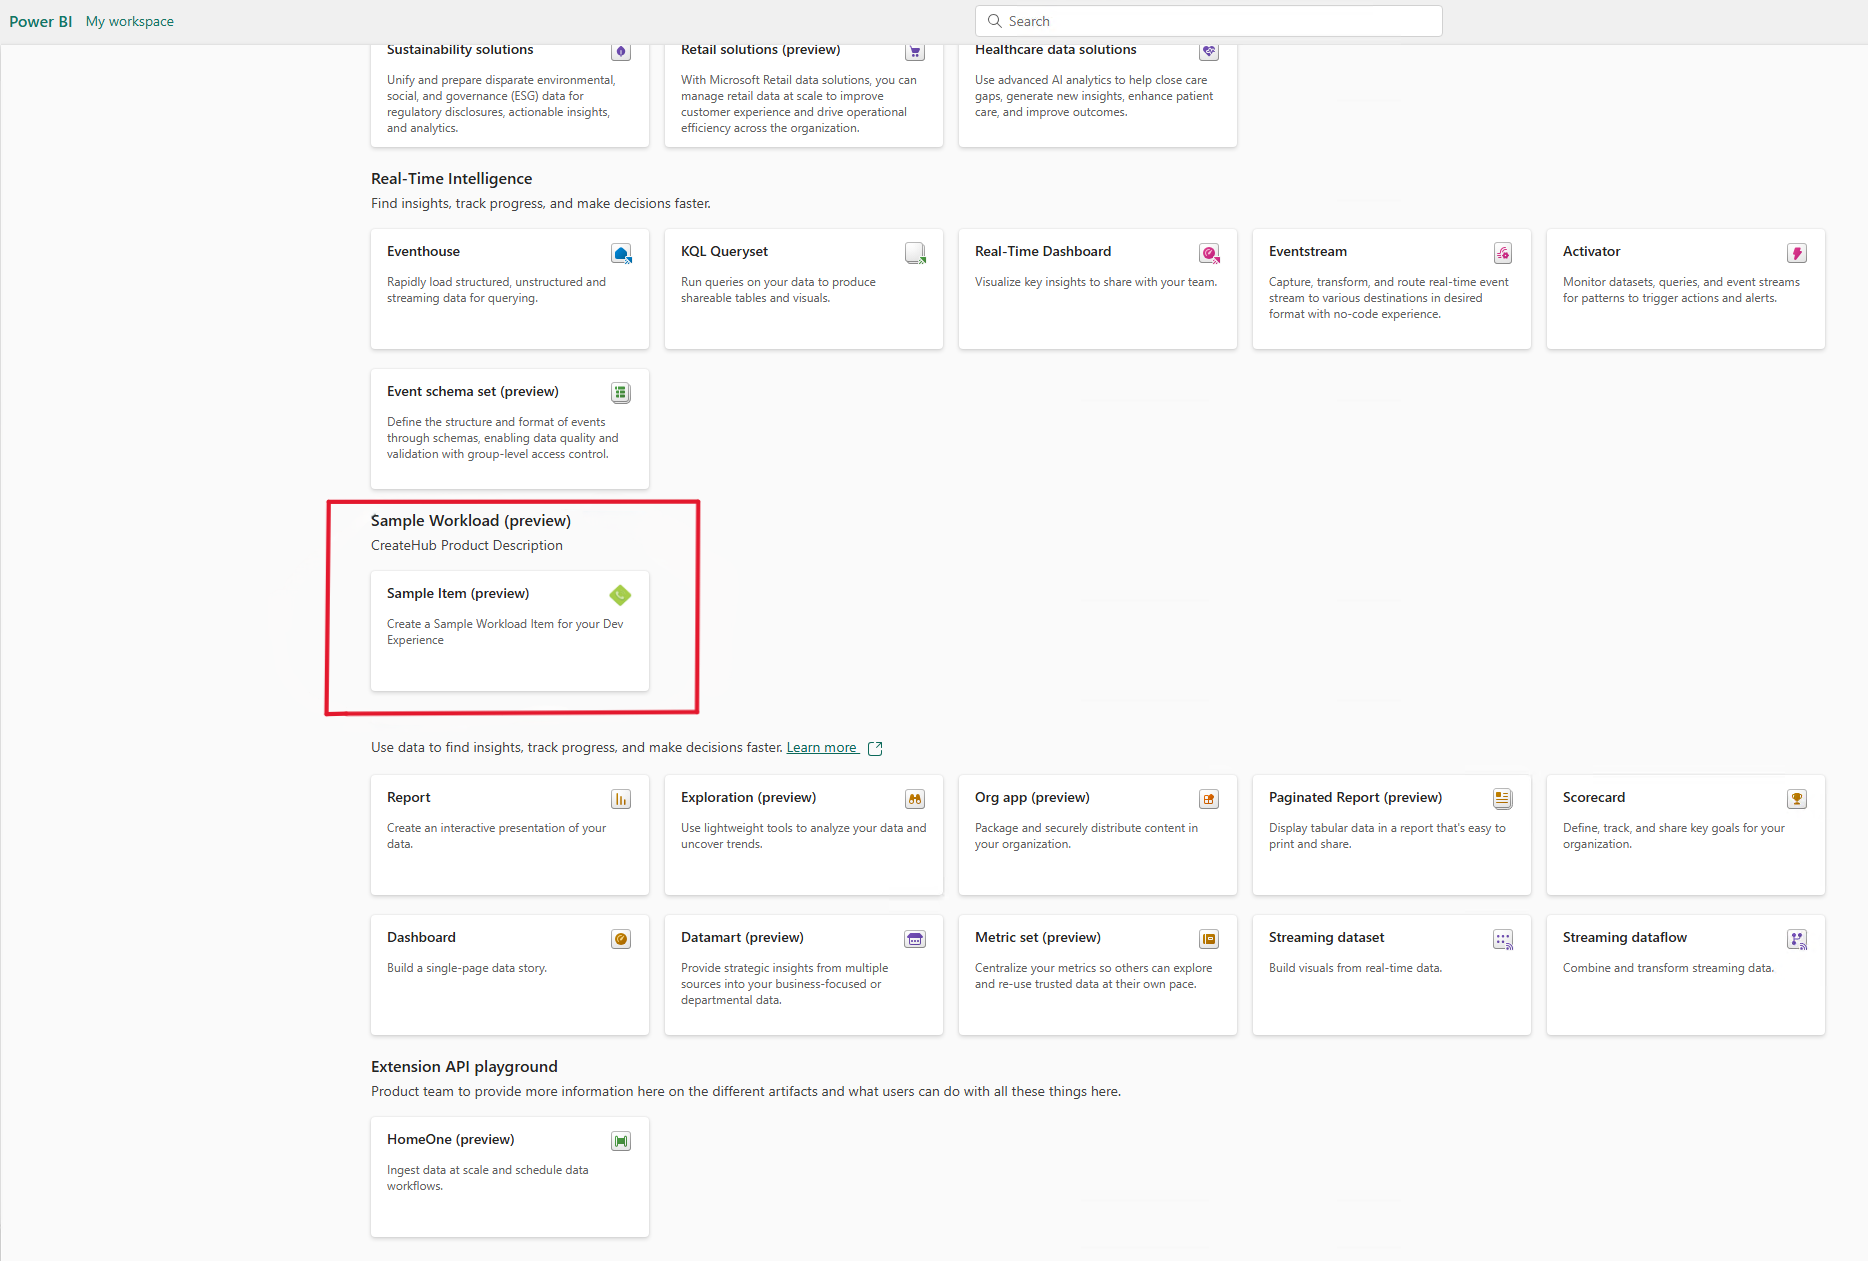 Power BI My workspace
Search
Sustainability solutions
Unify and prepare disparate environmental,
social, and governance (ESG) data for
regulatory disclosures, actionable insights,
and analytics.
Retail solutions (preview)
With Microsoft Retail data solutions, you can
manage retail data at scale to improve
customer experience and drive operational
efficiency across the organization.
Healthcare data solutions
Use advanced AI analytics to help close care
gaps, generate new insights, enhance patient
care, and improve outcomes.
Real-Time Intelligence
Find insights, track progress, and make decisions faster.
Eventhouse
Rapidly load structured, unstructured and
streaming data for querying.
KQL Queryset
Run queries on your data to produce
shareable tables and visuals.
Real-Time Dashboard
Visualize key insights to share with your team.
Eventstream
Capture, transform, and route real-time event
stream to various destinations in desired
format with no-code experience.
Activator
Monitor datasets, queries, and event streams
for patterns to trigger actions and alerts.
Event schema set (preview)
Define the structure and format of events
through schemas, enabling data quality and
validation with group-level access control.
Sample Workload (preview)
CreateHub Product Description
Sample Item (preview)
Create a Sample Workload Item for your Dev
Experience
Use data to find insights, track progress, and make decisions faster. Learn more
Report
Create an interactive presentation of your
data.
Exploration (preview)
Use lightweight tools to analyze your data and
uncover trends.
Org app (preview)
Package and securely distribute content in
your organization.
Paginated Report (preview)
Display tabular data in a report that's easy to
print and share.
Scorecard
Define, track, and share key goals for your
organization.
Dashboard
Build a single-page data story.
Datamart (preview)
Provide strategic insights from multiple
sources into your business-focused or
departmental data.
Metric set (preview)
Centralize your metrics so others can explore
and re-use trusted data at their own pace.
Streaming dataset
Build visuals from real-time data.
Streaming dataflow
Combine and transform streaming data.
Extension API playground
Product team to provide more information here on the different artifacts and what users can do with all these things here.
HomeOne (preview)
Ingest data at scale and schedule data
workflows.